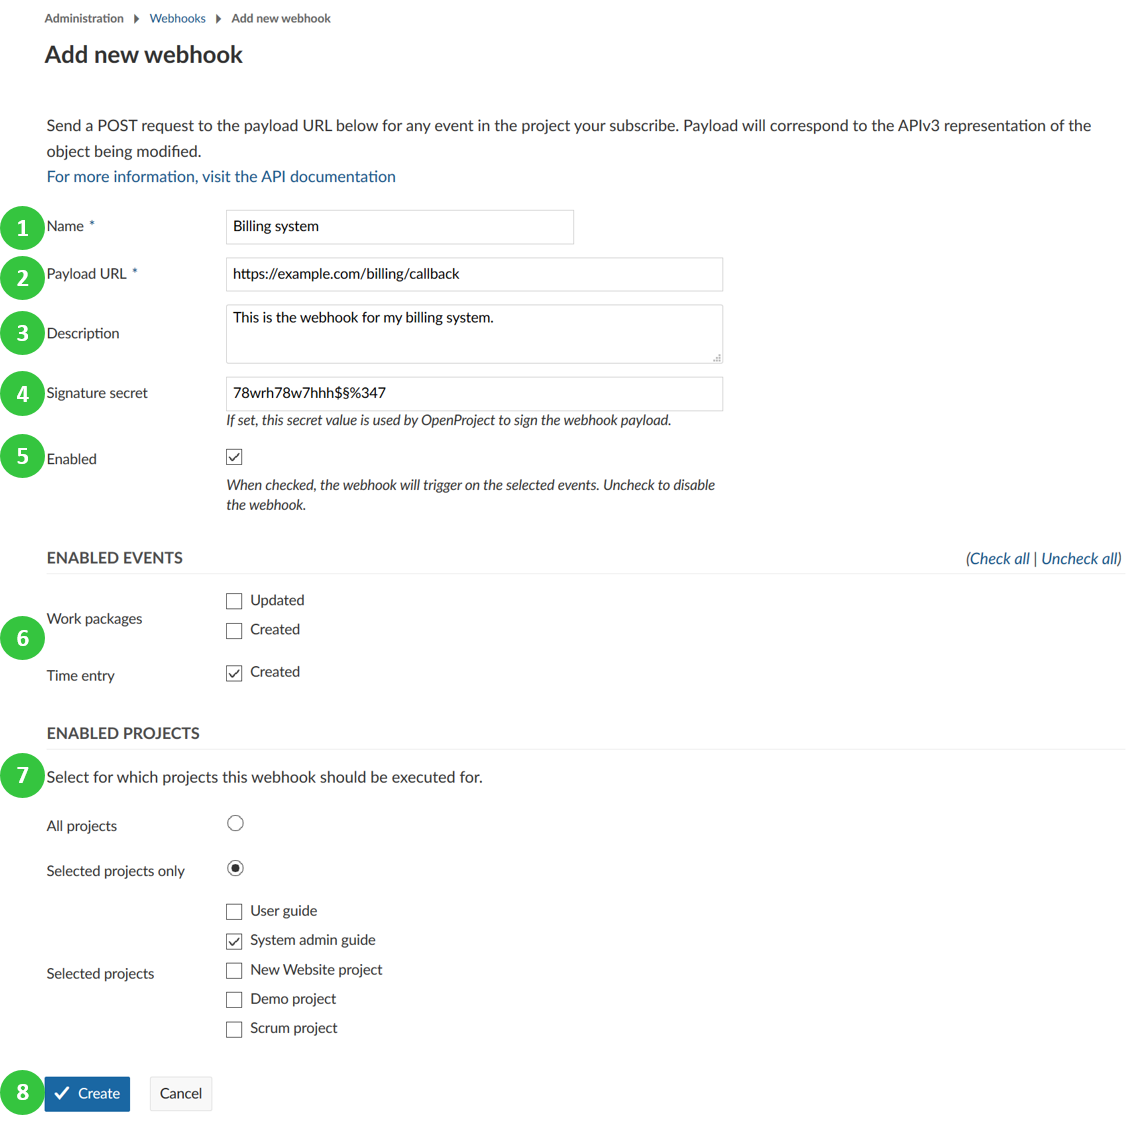 Administration Webhooks Add new webhook
Add new webhook
Send a POST request to the payload URL below for any event in the project your subscribe. Payload will correspond to the APIv3 representation of the
object being modified.
For more information, visit the API documentation
1 Name * Billing system
2 Payload URL * https://example.com/billing/callback
3 Description This is the webhook for my billing system.
4 Signature secret 78wrh78w7hhh$§%347
If set, this secret value is used by OpenProject to sign the webhook payload.
5 Enabled
When checked, the webhook will trigger on the selected events. Uncheck to disable
the webhook.
ENABLED EVENTS (Check all | Uncheck all)
Updated
Work packages
Created
6
Time entry Created
ENABLED PROJECTS
7 Select for which projects this webhook should be executed for.
All projects
Selected projects only
User guide
System admin guide
Selected projects New Website project
Demo project
Scrum project
8 Create Cancel